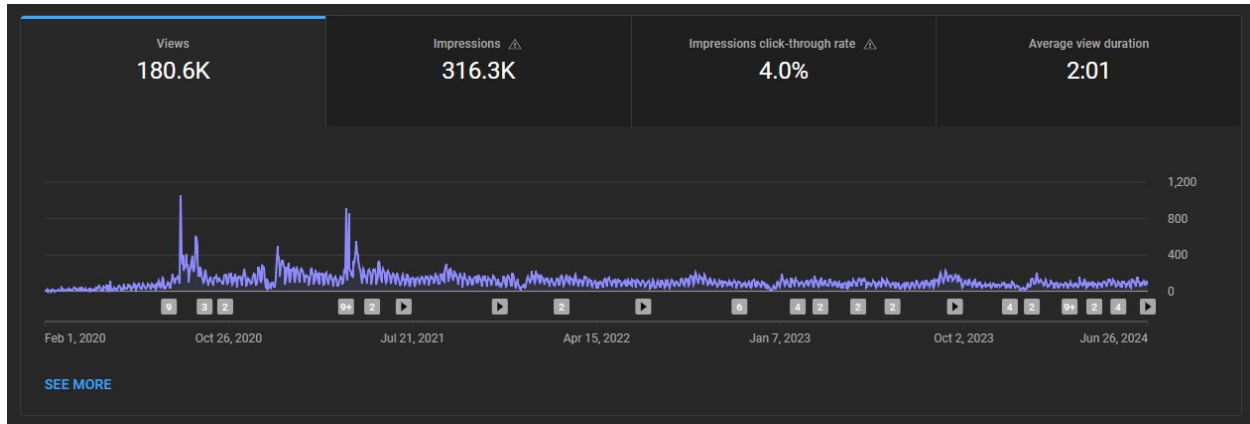 Views
180.6K
Impressions
316.3K
Impressions click-through rate
4.0%
Average view duration
2:01
1,200
800
400
0
9 3 2 9+ 2 2 6 4 2 2 2 4 2 9+ 2 4
Feb 1, 2020 Oct 26, 2020 Jul 21, 2021 Apr 15, 2022 Jan 7, 2023 Oct 2, 2023 Jun 26, 2024
SEE MORE